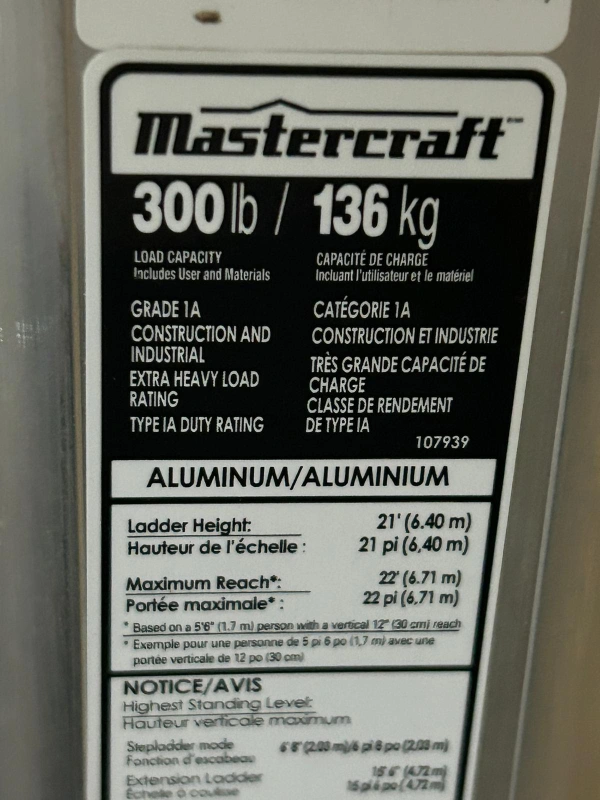 Mastercraft™
300 lb / 136 kg
LOAD CAPACITY
Includes User and Materials
CAPACITÉ DE CHARGE
Incluant l'utilisateur et le matériel
GRADE 1A
CONSTRUCTION AND
INDUSTRIAL
EXTRA HEAVY LOAD
RATING
TYPE IA DUTY RATING
CATÉGORIE 1A
CONSTRUCTION ET INDUSTRIE
TRÈS GRANDE CAPACITÉ DE
CHARGE
CLASSE DE RENDEMENT
DE TYPE IA
107939
ALUMINUM/ALUMINIUM
Ladder Height: 21' (6.40 m)
Hauteur de l'échelle : 21 pi (6,40 m)
Maximum Reach*: 22' (6.71 m)
Portée maximale* : 22 pi (6,71 m)
* Based on a 5'6" (1.7 m) person with a vertical 12" (30 cm) reach
* Exemple pour une personne de 5 pi 6 po (1,7 m) avec une
portée verticale de 12 po (30 cm)
NOTICE/AVIS
Highest Standing Level:
Hauteur verticale maximum
Stepladder mode 6'8" (2.03 m)/6 pi 8 po (2,03 m)
Fonction d'escabeau
Extension Ladder 15'6" (4.72 m)
Échelle à coulisse 15 pi 6 po (4,72 m)